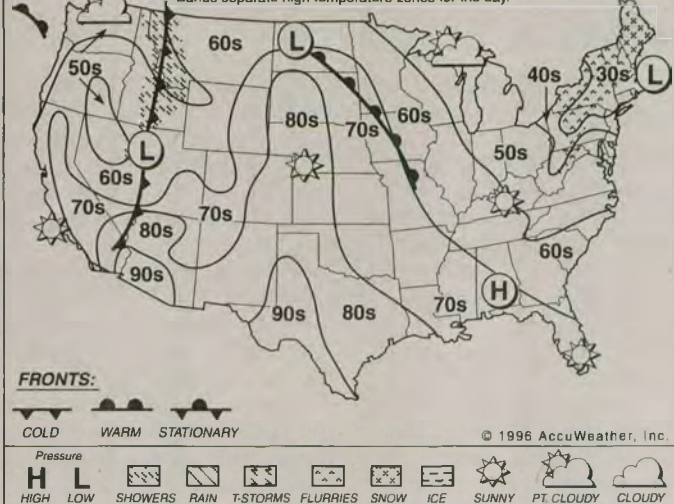 Bands separate high temperature zones for the day.
60s
L
50s
40s
30s
L
80s
70s
60s
50s
L
60s
70s
80s
70s
60s
90s
H
90s
80s
70s
FRONTS:
COLD WARM STATIONARY
© 1996 AccuWeather, Inc.
Pressure
H L
HIGH LOW SHOWERS RAIN T-STORMS FLURRIES SNOW ICE SUNNY PT. CLOUDY CLOUDY